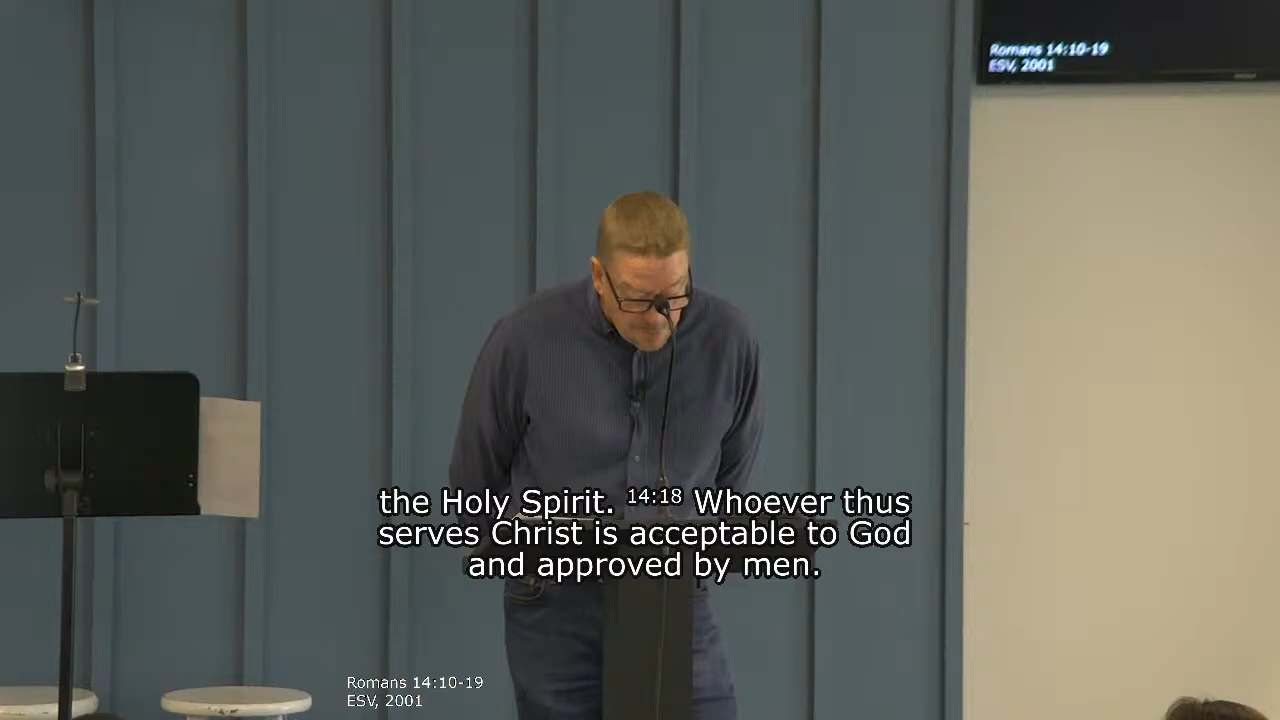 Romans 14:10-19
ESV, 2001
the Holy Spirit. 14:18 Whoever thus
serves Christ is acceptable to God
and approved by men.
Romans 14:10-19
ESV, 2001